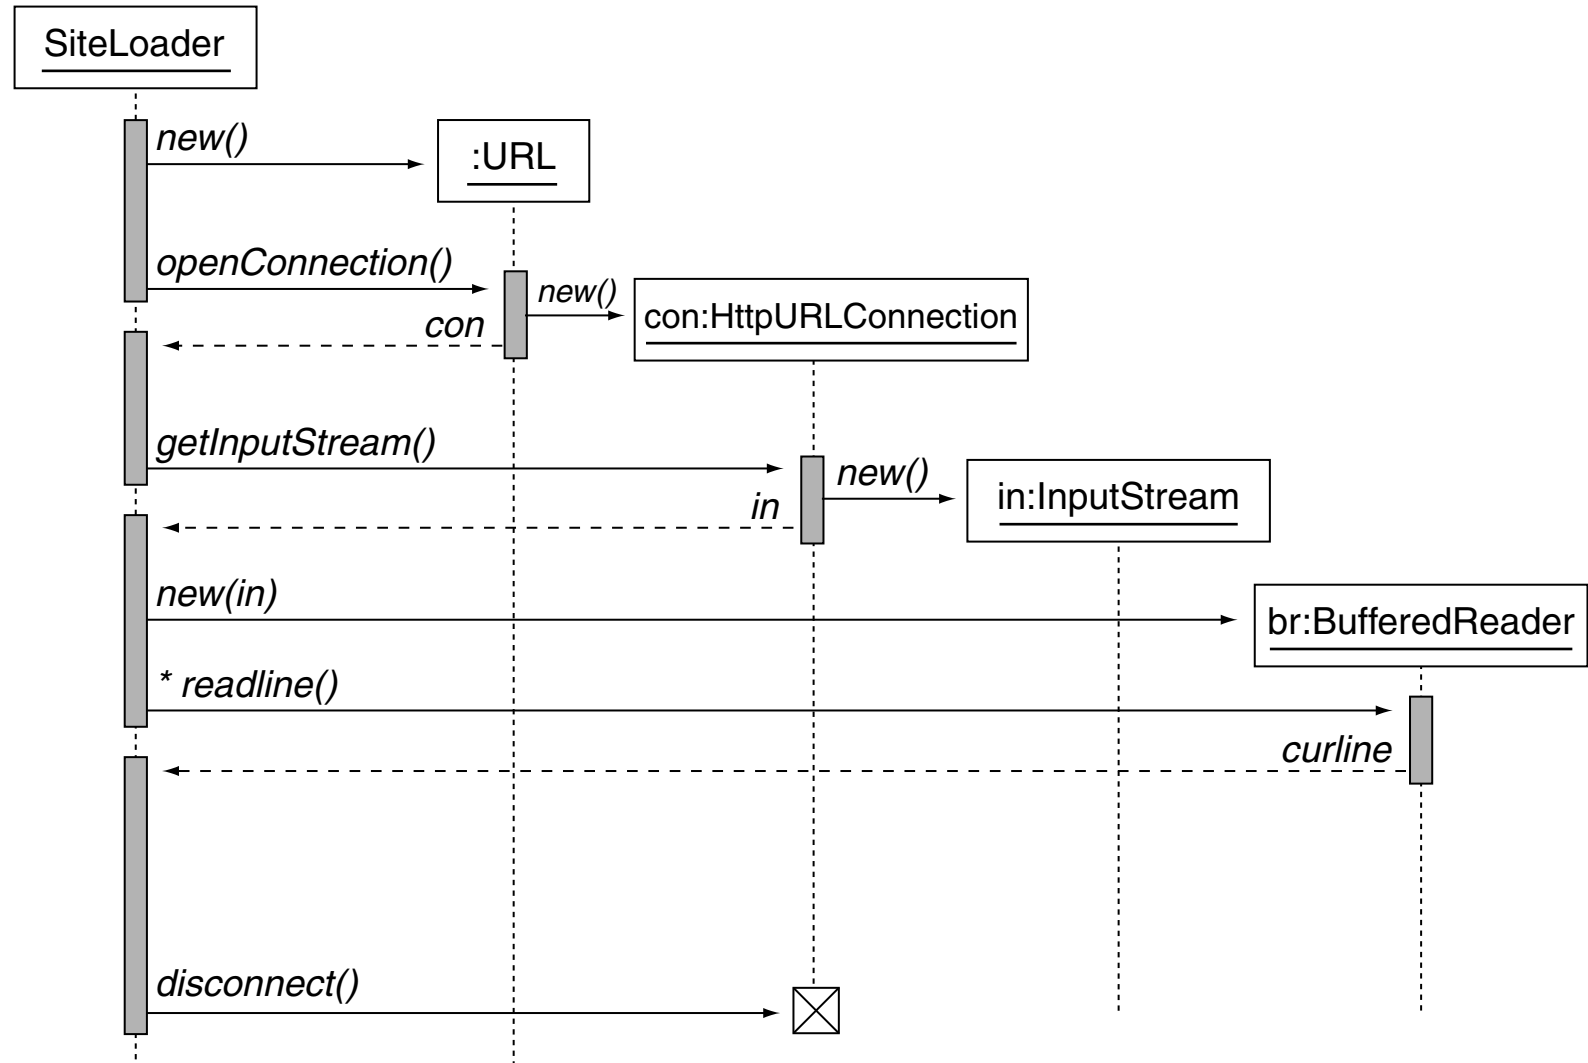 SiteLoader
new()
:URL
openConnection()
new()
con:HttpURLConnection
con
getInputStream()
new()
in:InputStream
in
new(in)
br:BufferedReader
* readline()
curline
disconnect()